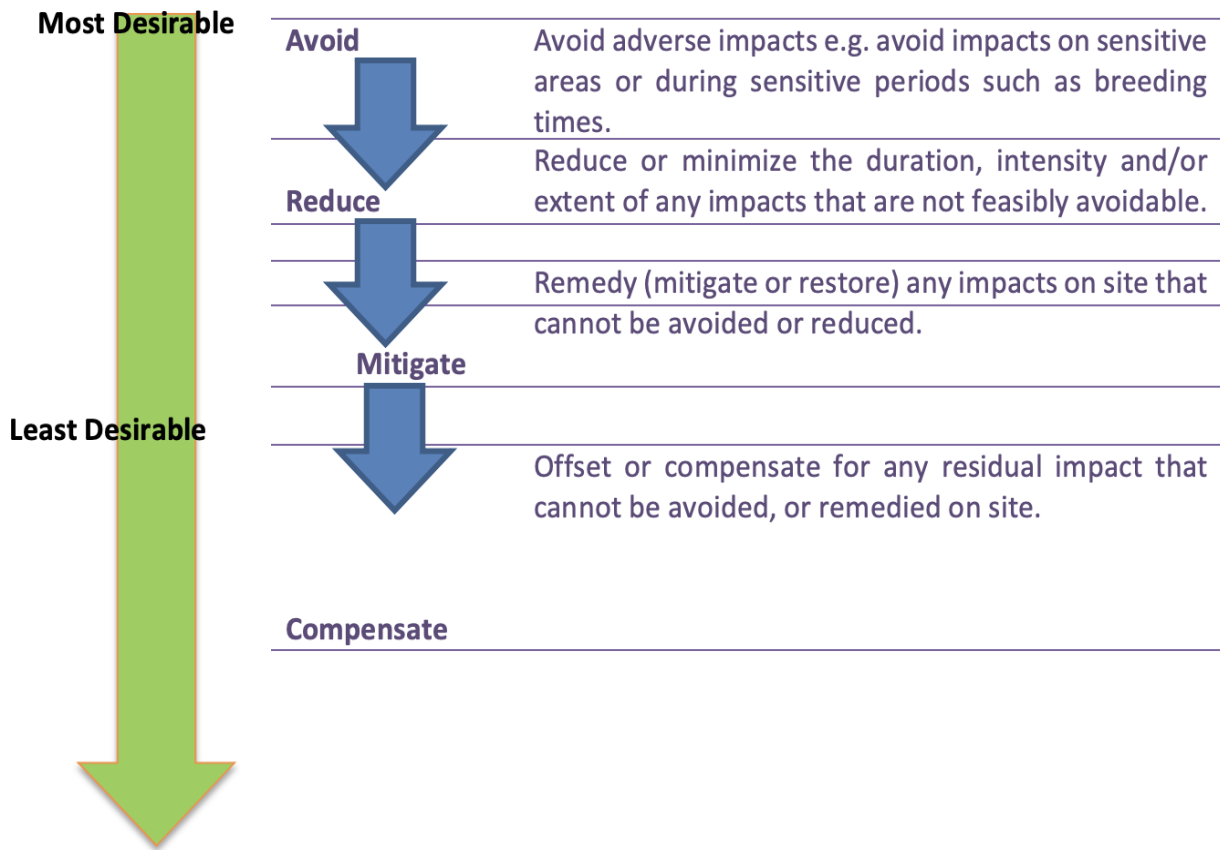 Most Desirable
Avoid
Avoid adverse impacts e.g. avoid impacts on sensitive
areas or during sensitive periods such as breeding
times.
Reduce or minimize the duration, intensity and/or
Reduce
extent of any impacts that are not feasibly avoidable.
Remedy (mitigate or restore) any impacts on site that
cannot be avoided or reduced.
Mitigate
Least Desirable
Offset or compensate for any residual impact that
cannot be avoided, or remedied on site.
Compensate